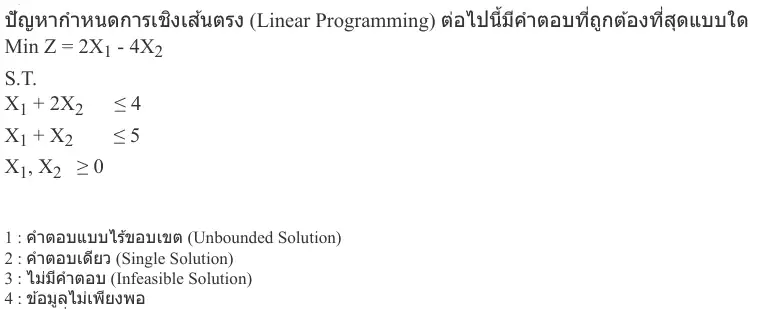 ปัญหากำหนดการเชิงเส้นตรง (Linear Programming) ต่อไปนี้มีคำตอบที่ถูกต้องที่สุดแบบใด
Min Z = 2X₁ - 4X₂
S.T.
X₁ + 2X₂ ≤ 4
X₁ + X₂ ≤ 5
X₁, X₂ ≥ 0
1 : คำตอบแบบไร้ขอบเขต (Unbounded Solution)
2 : คำตอบเดียว (Single Solution)
3 : ไม่มีคำตอบ (Infeasible Solution)
4 : ข้อมูลไม่เพียงพอ